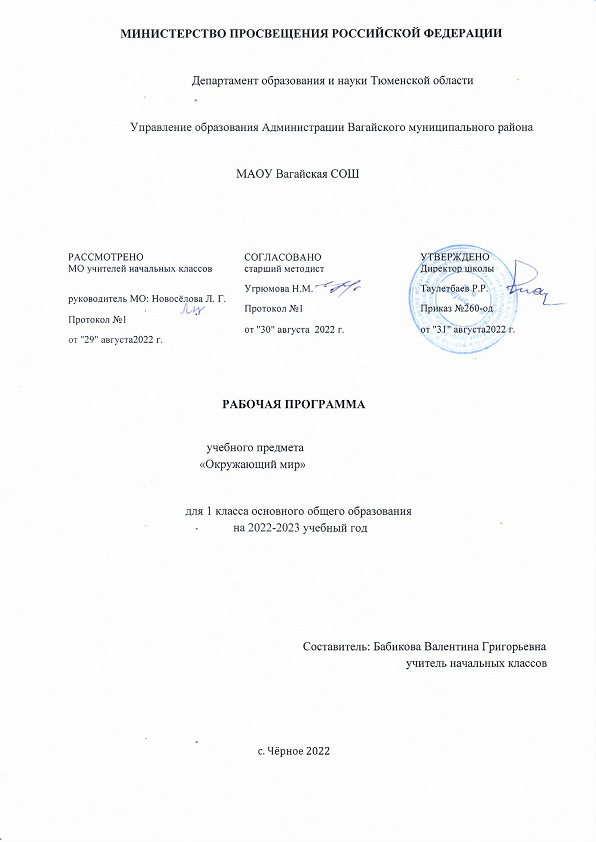 МИНИСТЕРСТВО ПРОСВЕЩЕНИЯ РОССИЙСКОЙ ФЕДЕРАЦИИ
Департамент образования и науки Тюменской области
Управление образования Администрации Вагайского муниципального района
МАОУ Вагайская СОШ
РАССМОТРЕНО
МО учителей начальных классов
руководитель МО: Новосёлова Л. Г.
Протокол №1
от "29" августа2022 г.
СОГЛАСОВАНО
старший методист
Угрюмова Н.М.
Протокол №1
от "30" августа 2022 г.
УТВЕРЖДЕНО
Директор школы
Таулетбаев Р.Р.
Приказ №260-од
от "31" августа2022 г.
РАБОЧАЯ ПРОГРАММА
учебного предмета
«Окружающий мир»
для 1 класса основного общего образования
на 2022-2023 учебный год
Составитель: Бабикова Валентина Григорьевна
учитель начальных классов
с. Чёрное 2022